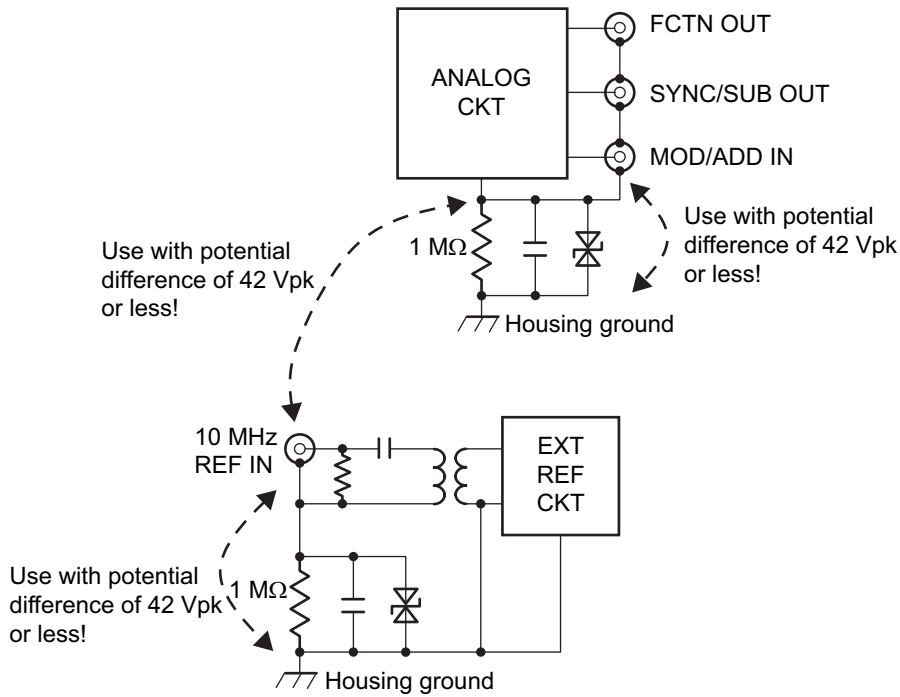 FCTN OUT
ANALOG
CKT
SYNC/SUB OUT
MOD/ADD IN
Use with potential
difference of 42 Vpk
or less!
1 MΩ
Use with potential
difference of 42 Vpk
or less!
Housing ground
10 MHz
REF IN
EXT
REF
CKT
Use with potential
difference of 42 Vpk
or less!
1 MΩ
Housing ground